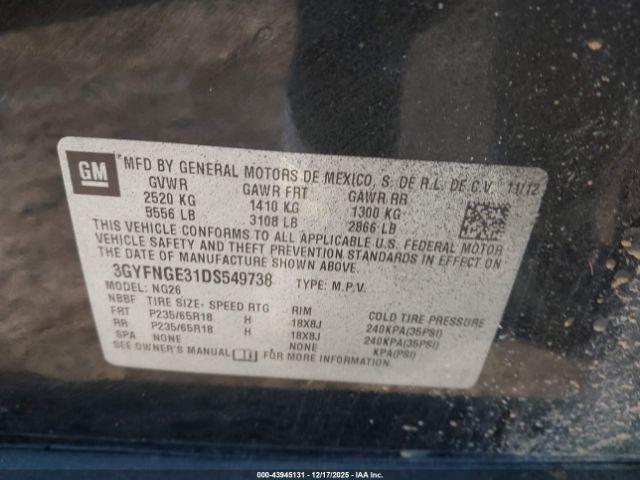 GM
MFD BY GENERAL MOTORS DE MEXICO, S. DE R.L. DE C.V. 11/12
GVWR GAWR FRT GAWR RR
2520 KG 1410 KG 1300 KG
5556 LB 3108 LB 2866 LB
THIS VEHICLE CONFORMS TO ALL APPLICABLE U.S. FEDERAL MOTOR
VEHICLE SAFETY AND THEFT PREVENTION STANDARDS IN EFFECT ON
THE DATE OF MANUFACTURE SHOWN ABOVE.
3GYFNGE31DS549738 TYPE: M.P.V.
MODEL: NG26
NBBF TIRE SIZE- SPEED RTG RIM COLD TIRE PRESSURE
FRT P235/65R18 H 18X8J 240KPA(35PSI)
RR P235/65R18 H 18X8J 240KPA(35PSI)
SPA NONE NONE KPA(PSI)
SEE OWNER'S MANUAL FOR MORE INFORMATION.
000-43945131 - 12/17/2025 - IAA Inc.